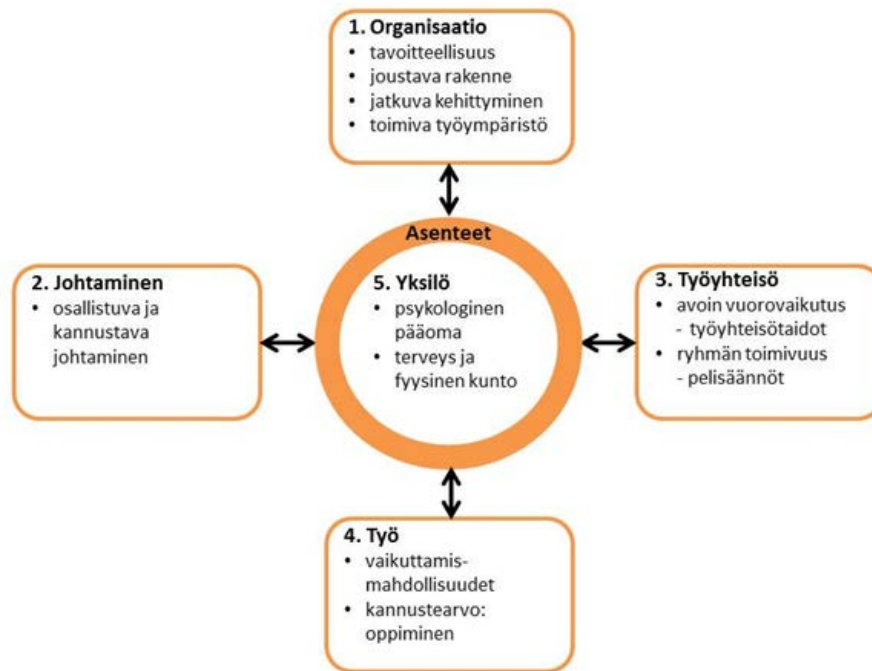 1. Organisaatio
• tavoitteellisuus
• joustava rakenne
• jatkuva kehittyminen
• toimiva työympäristö
Asenteet
2. Johtaminen
• osallistuva ja
kannustava
johtaminen
5. Yksilö
• psykologinen
pääoma
• terveys ja
fyysinen kunto
3. Työyhteisö
• avoin vuorovaikutus
- työyhteisötaidot
• ryhmän toimivuus
- pelisäännöt
4. Työ
• vaikuttamis-
mahdollisuudet
• kannustearvo:
oppiminen